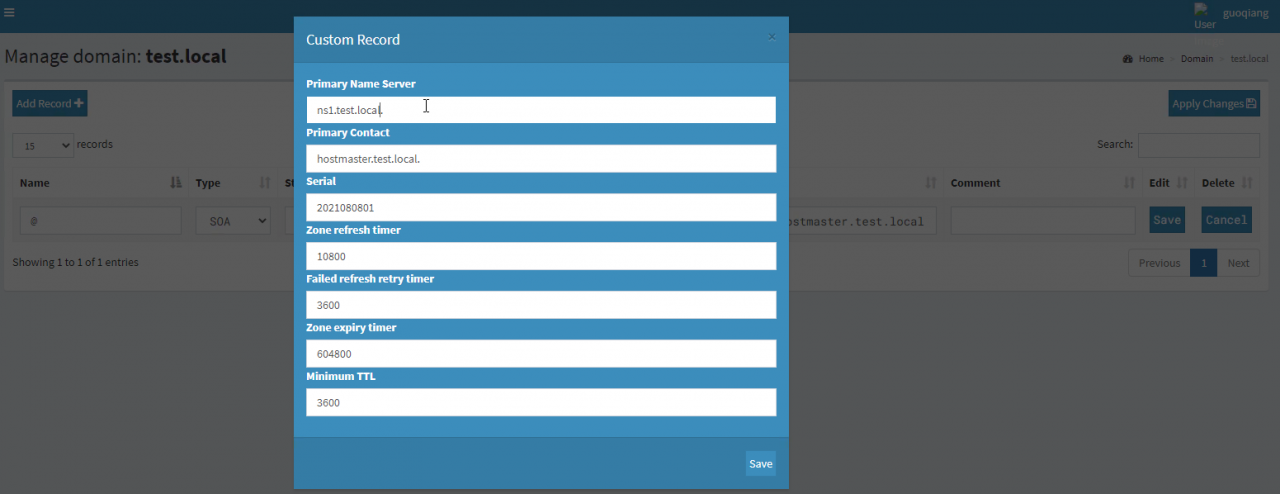 User
guoqiang
Manage domain: test.local
Home > Domain > test.local
Add Record
Apply Changes
15 records
Search:
Name Type St Comment Edit Delete
@ SOA ostmaster.test.local Save Cancel
Showing 1 to 1 of 1 entries
Previous 1 Next
Custom Record ×
Primary Name Server
ns1.test.local.
Primary Contact
hostmaster.test.local.
Serial
2021080801
Zone refresh timer
10800
Failed refresh retry timer
3600
Zone expiry timer
604800
Minimum TTL
3600
Save